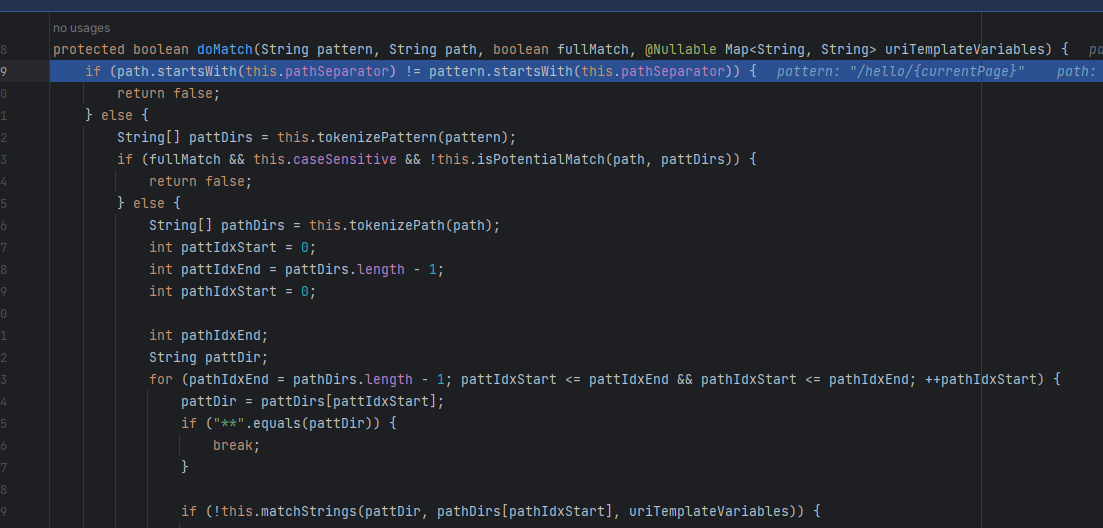 no usages
8 protected boolean doMatch(String pattern, String path, boolean fullMatch, @Nullable Map<String, String> uriTemplateVariables) {
9 if (path.startsWith(this.pathSeparator) != pattern.startsWith(this.pathSeparator)) { pattern: "/hello/{currentPage}" path:
0 return false;
1 } else {
2 String[] pattDirs = this.tokenizePattern(pattern);
3 if (fullMatch && this.caseSensitive && !this.isPotentialMatch(path, pattDirs)) {
4 return false;
5 } else {
6 String[] pathDirs = this.tokenizePath(path);
7 int pattIdxStart = 0;
8 int pattIdxEnd = pattDirs.length - 1;
9 int pathIdxStart = 0;
0
1 int pathIdxEnd;
2 String pattDir;
3 for (pathIdxEnd = pathDirs.length - 1; pattIdxStart <= pattIdxEnd && pathIdxStart <= pathIdxEnd; ++pathIdxStart) {
4 pattDir = pattDirs[pattIdxStart];
5 if ("**".equals(pattDir)) {
6 break;
7 }
8
9 if (!this.matchStrings(pattDir, pathDirs[pathIdxStart], uriTemplateVariables)) {